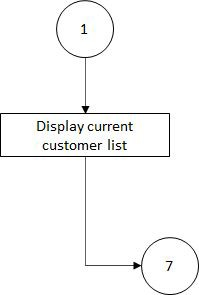 1
Display current
customer list
7